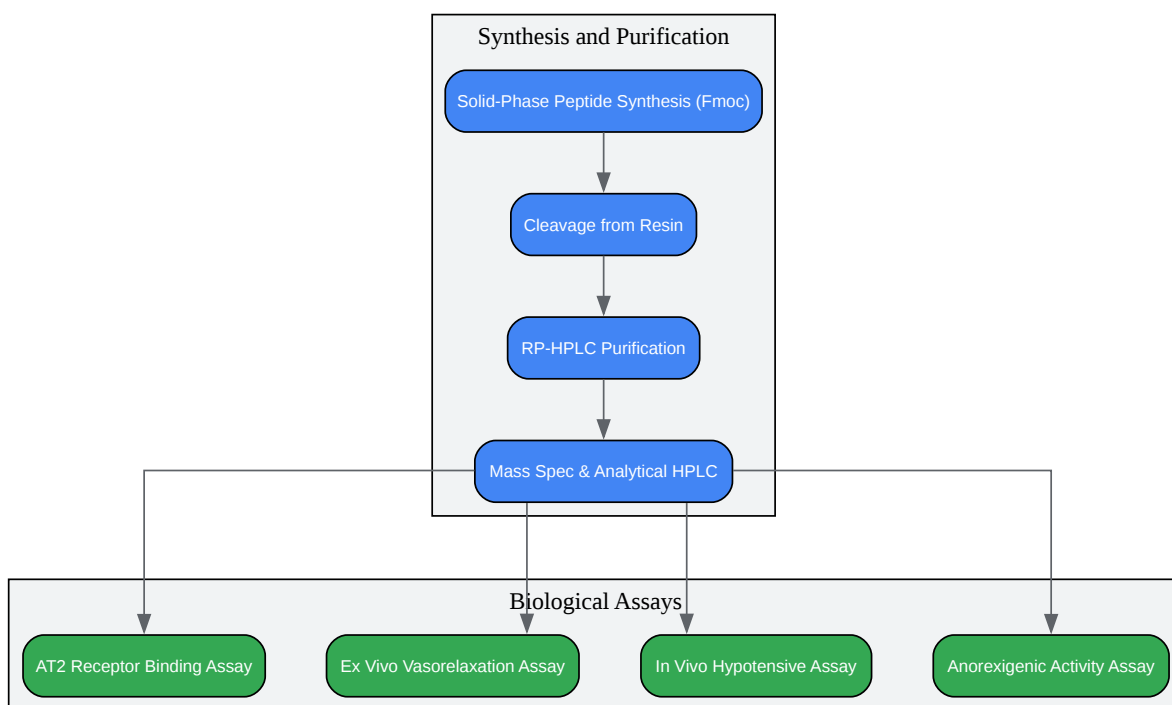 Synthesis and Purification
Solid-Phase Peptide Synthesis (Fmoc)
Cleavage from Resin
RP-HPLC Purification
Mass Spec & Analytical HPLC
Biological Assays
AT2 Receptor Binding Assay
Ex Vivo Vasorelaxation Assay
In Vivo Hypotensive Assay
Anorexigenic Activity Assay